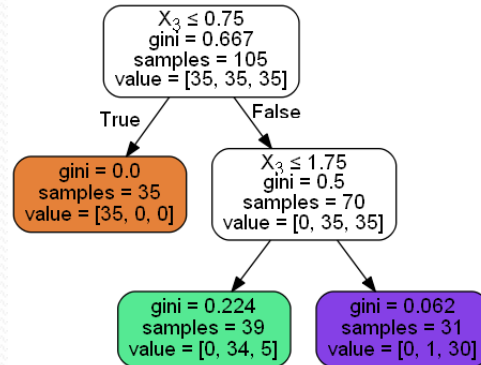 X₃ ≤ 0.75
gini = 0.667
samples = 105
value = [35, 35, 35]
True
False
gini = 0.0
samples = 35
value = [35, 0, 0]
X₃ ≤ 1.75
gini = 0.5
samples = 70
value = [0, 35, 35]
gini = 0.224
samples = 39
value = [0, 34, 5]
gini = 0.062
samples = 31
value = [0, 1, 30]